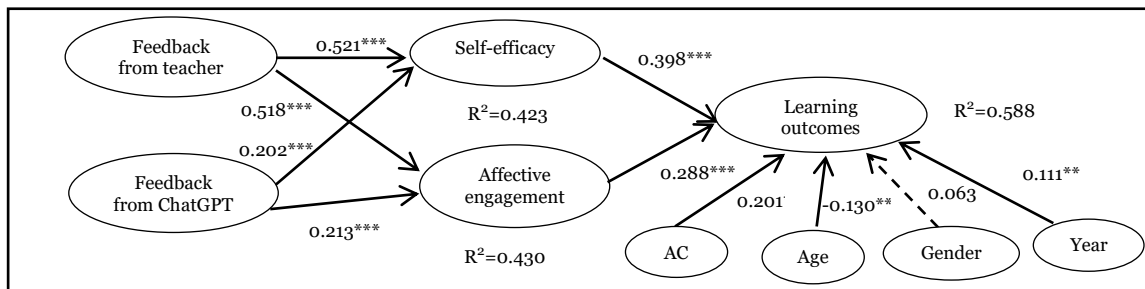 Feedback
from teacher
0.521***
Self-efficacy
0.398***
0.518***
R²=0.423
Learning
outcomes
R²=0.588
0.202***
Feedback
from ChatGPT
Affective
engagement
0.288***
0.201
-0.130**
0.063
0.111**
0.213***
R²=0.430
AC
Age
Gender
Year